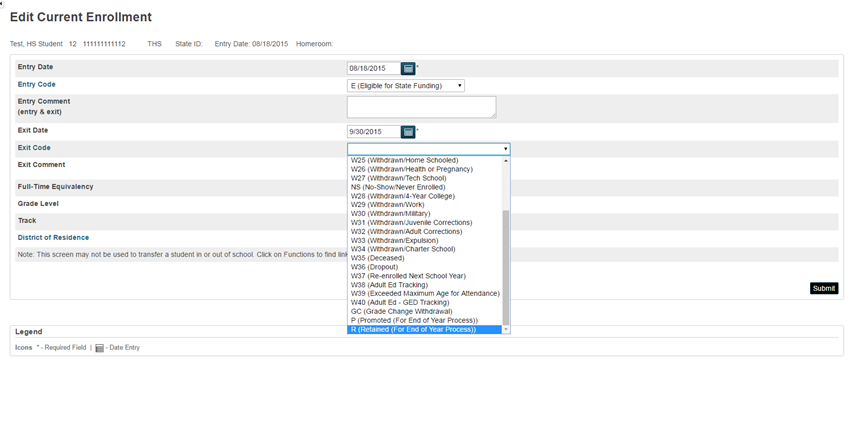 Edit Current Enrollment
Test, HS Student 12 111111111112 THS State ID: Entry Date: 08/18/2015 Homeroom:
Entry Date 08/18/2015 *
Entry Code E (Eligible for State Funding)
Entry Comment
(entry & exit)
Exit Date 9/30/2015 *
Exit Code
Exit Comment
Full-Time Equivalency
Grade Level
Track
District of Residence
Note: This screen may not be used to transfer a student in or out of school. Click on Functions to find lin
W25 (Withdrawn/Home Schooled)
W26 (Withdrawn/Health or Pregnancy)
W27 (Withdrawn/Tech School)
NS (No-Show/Never Enrolled)
W28 (Withdrawn/4-Year College)
W29 (Withdrawn/Work)
W30 (Withdrawn/Military)
W31 (Withdrawn/Juvenile Corrections)
W32 (Withdrawn/Adult Corrections)
W33 (Withdrawn/Expulsion)
W34 (Withdrawn/Charter School)
W35 (Deceased)
W36 (Dropout)
W37 (Re-enrolled Next School Year)
W38 (Adult Ed Tracking)
W39 (Exceeded Maximum Age for Attendance)
W40 (Adult Ed - GED Tracking)
GC (Grade Change Withdrawal)
P (Promoted (For End of Year Process))
R (Retained (For End of Year Process))
Submit
Legend
Icons * - Required Field | - Date Entry